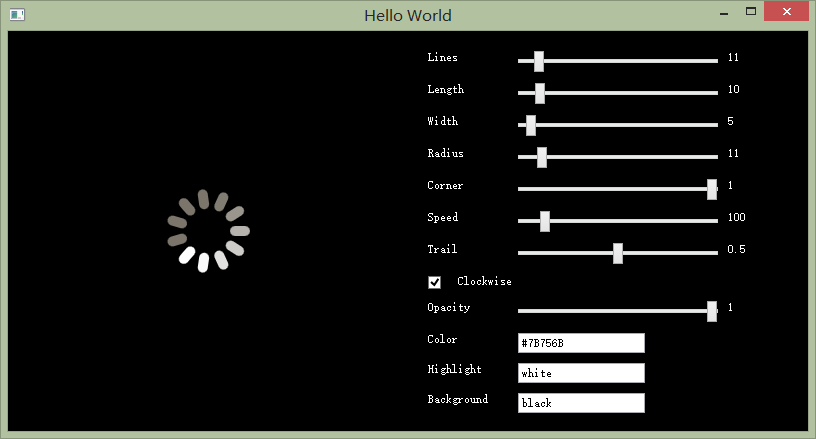 Hello World
Lines 11
Length 10
Width 5
Radius 11
Corner 1
Speed 100
Trail 0.5
Clockwise
Opacity 1
Color #7B756B
Highlight white
Background black